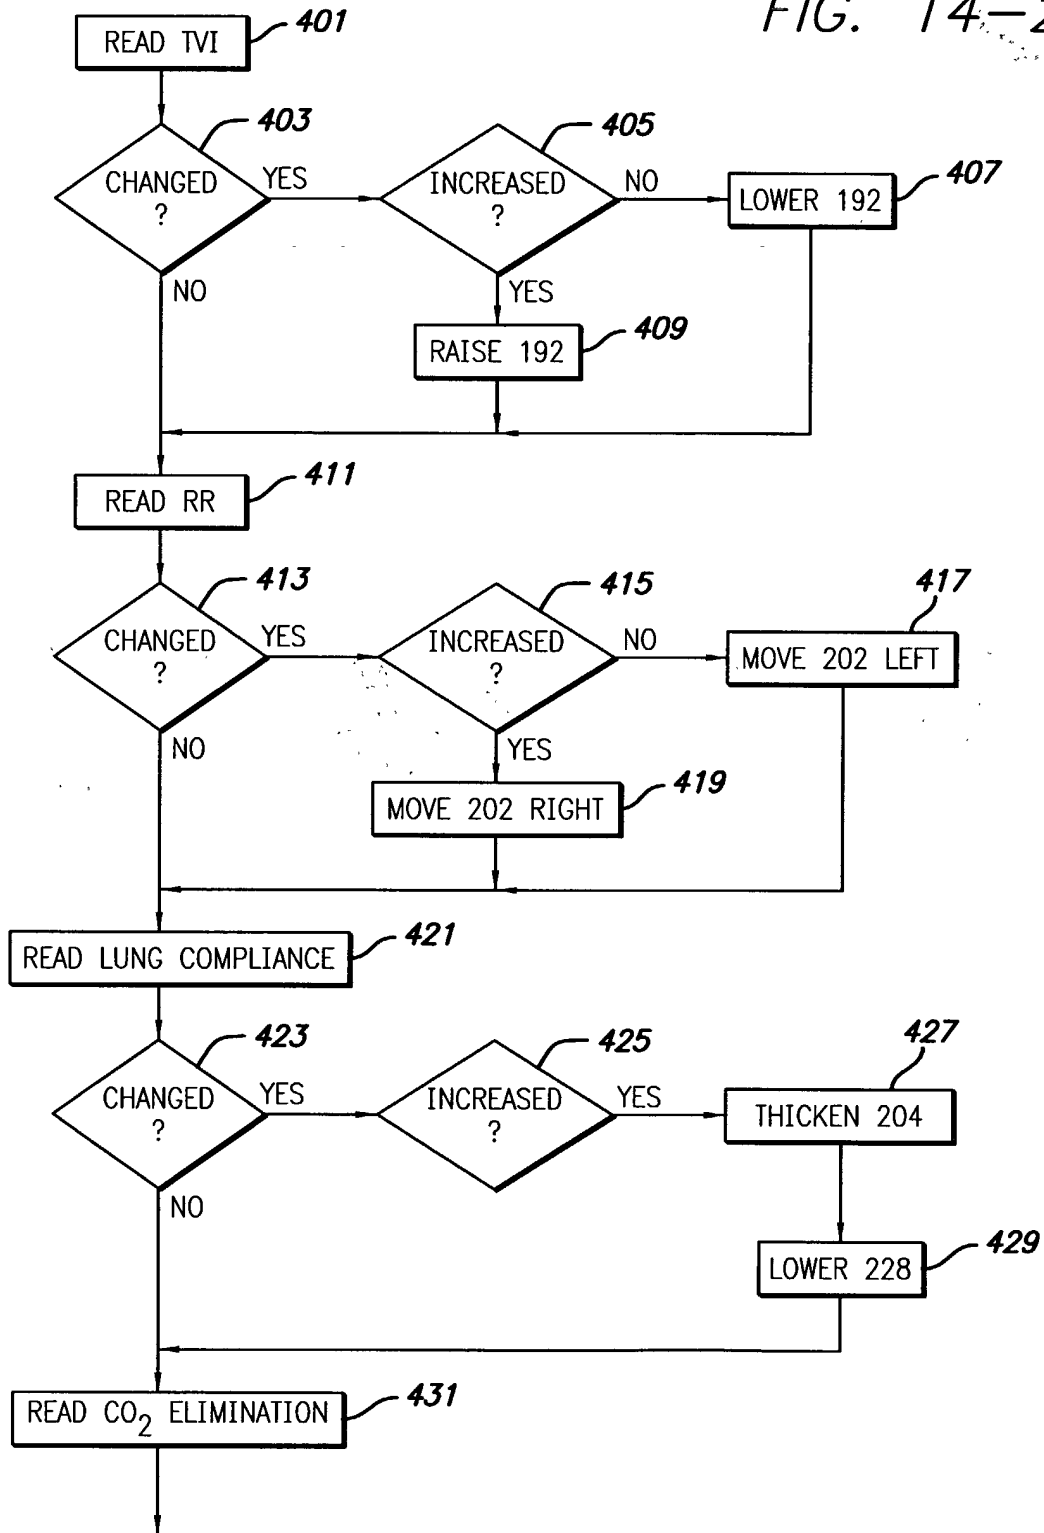 FIG. 14-2
READ TVI
401
CHANGED
?
403
YES
NO
INCREASED
?
405
NO
YES
LOWER 192
407
RAISE 192
409
READ RR
411
CHANGED
?
413
YES
NO
INCREASED
?
415
NO
YES
MOVE 202 LEFT
417
MOVE 202 RIGHT
419
READ LUNG COMPLIANCE
421
CHANGED
?
423
YES
NO
INCREASED
?
425
YES
THICKEN 204
427
LOWER 228
429
READ CO2 ELIMINATION
431